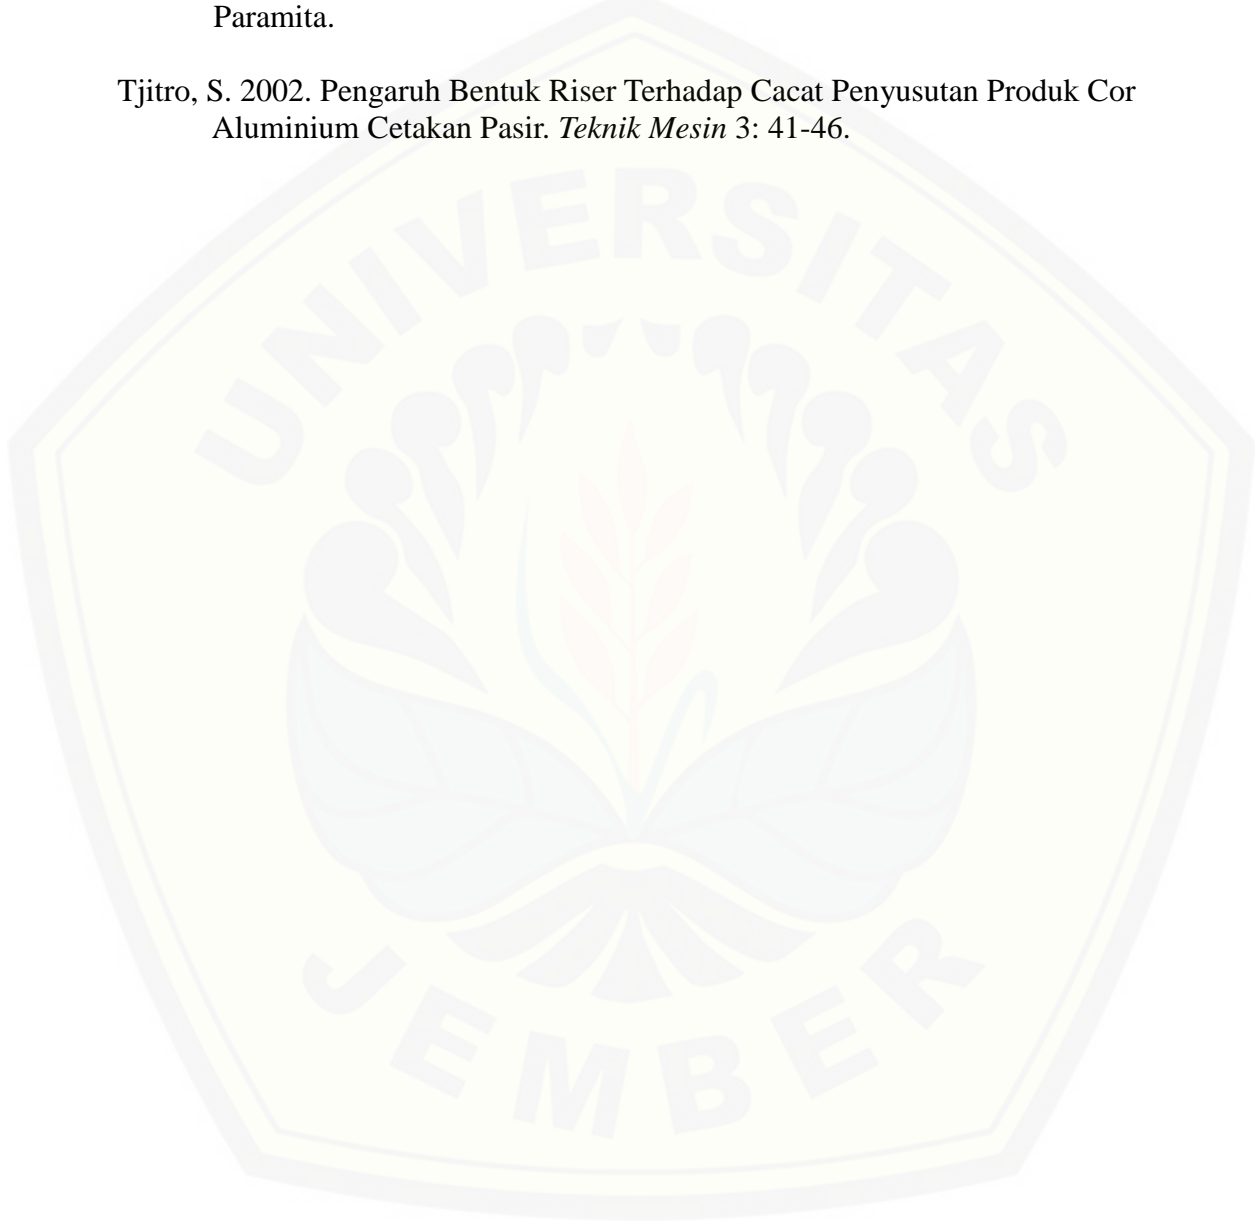 Paramita.
Tjitro, S. 2002. Pengaruh Bentuk Riser Terhadap Cacat Penyusutan Produk Cor
Aluminium Cetakan Pasir. Teknik Mesin 3: 41-46.
UNIVERSITAS
JEMBER